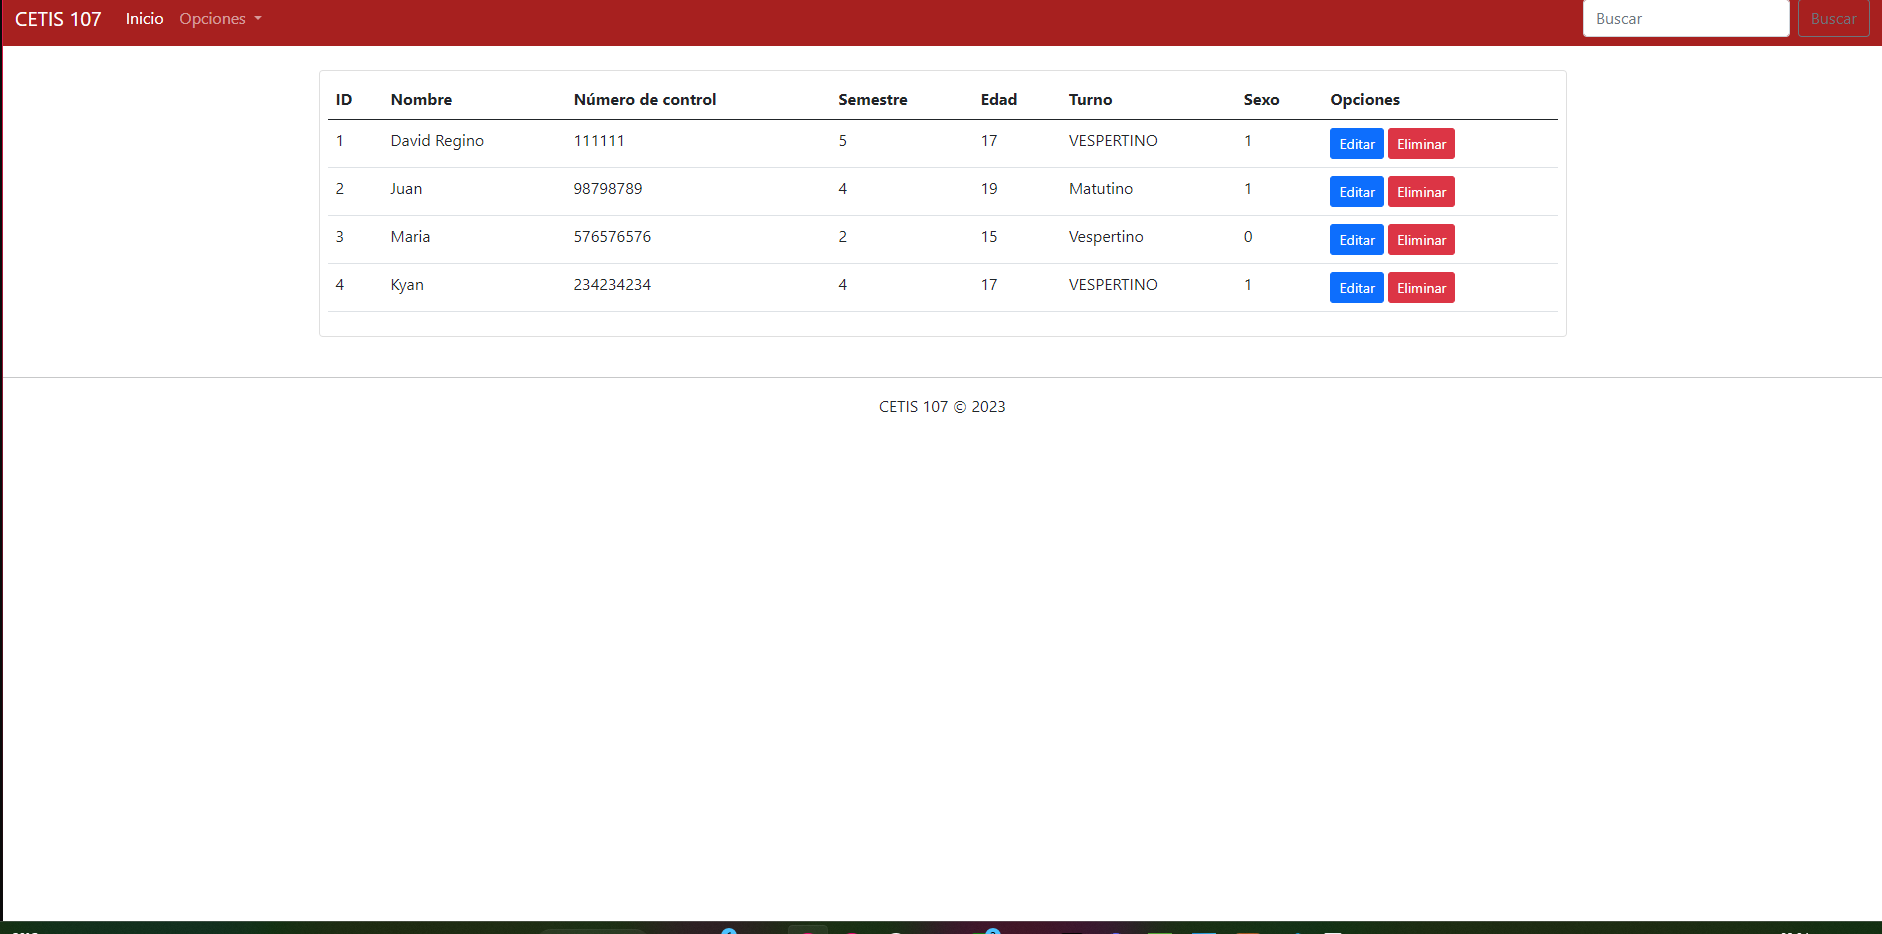 CETIS 107 Inicio Opciones Buscar Buscar
ID Nombre Número de control Semestre Edad Turno Sexo Opciones
1 David Regino 111111 5 17 VESPERTINO 1 Editar Eliminar
2 Juan 98798789 4 19 Matutino 1 Editar Eliminar
3 Maria 576576576 2 15 Vespertino 0 Editar Eliminar
4 Kyan 234234234 4 17 VESPERTINO 1 Editar Eliminar
CETIS 107 © 2023